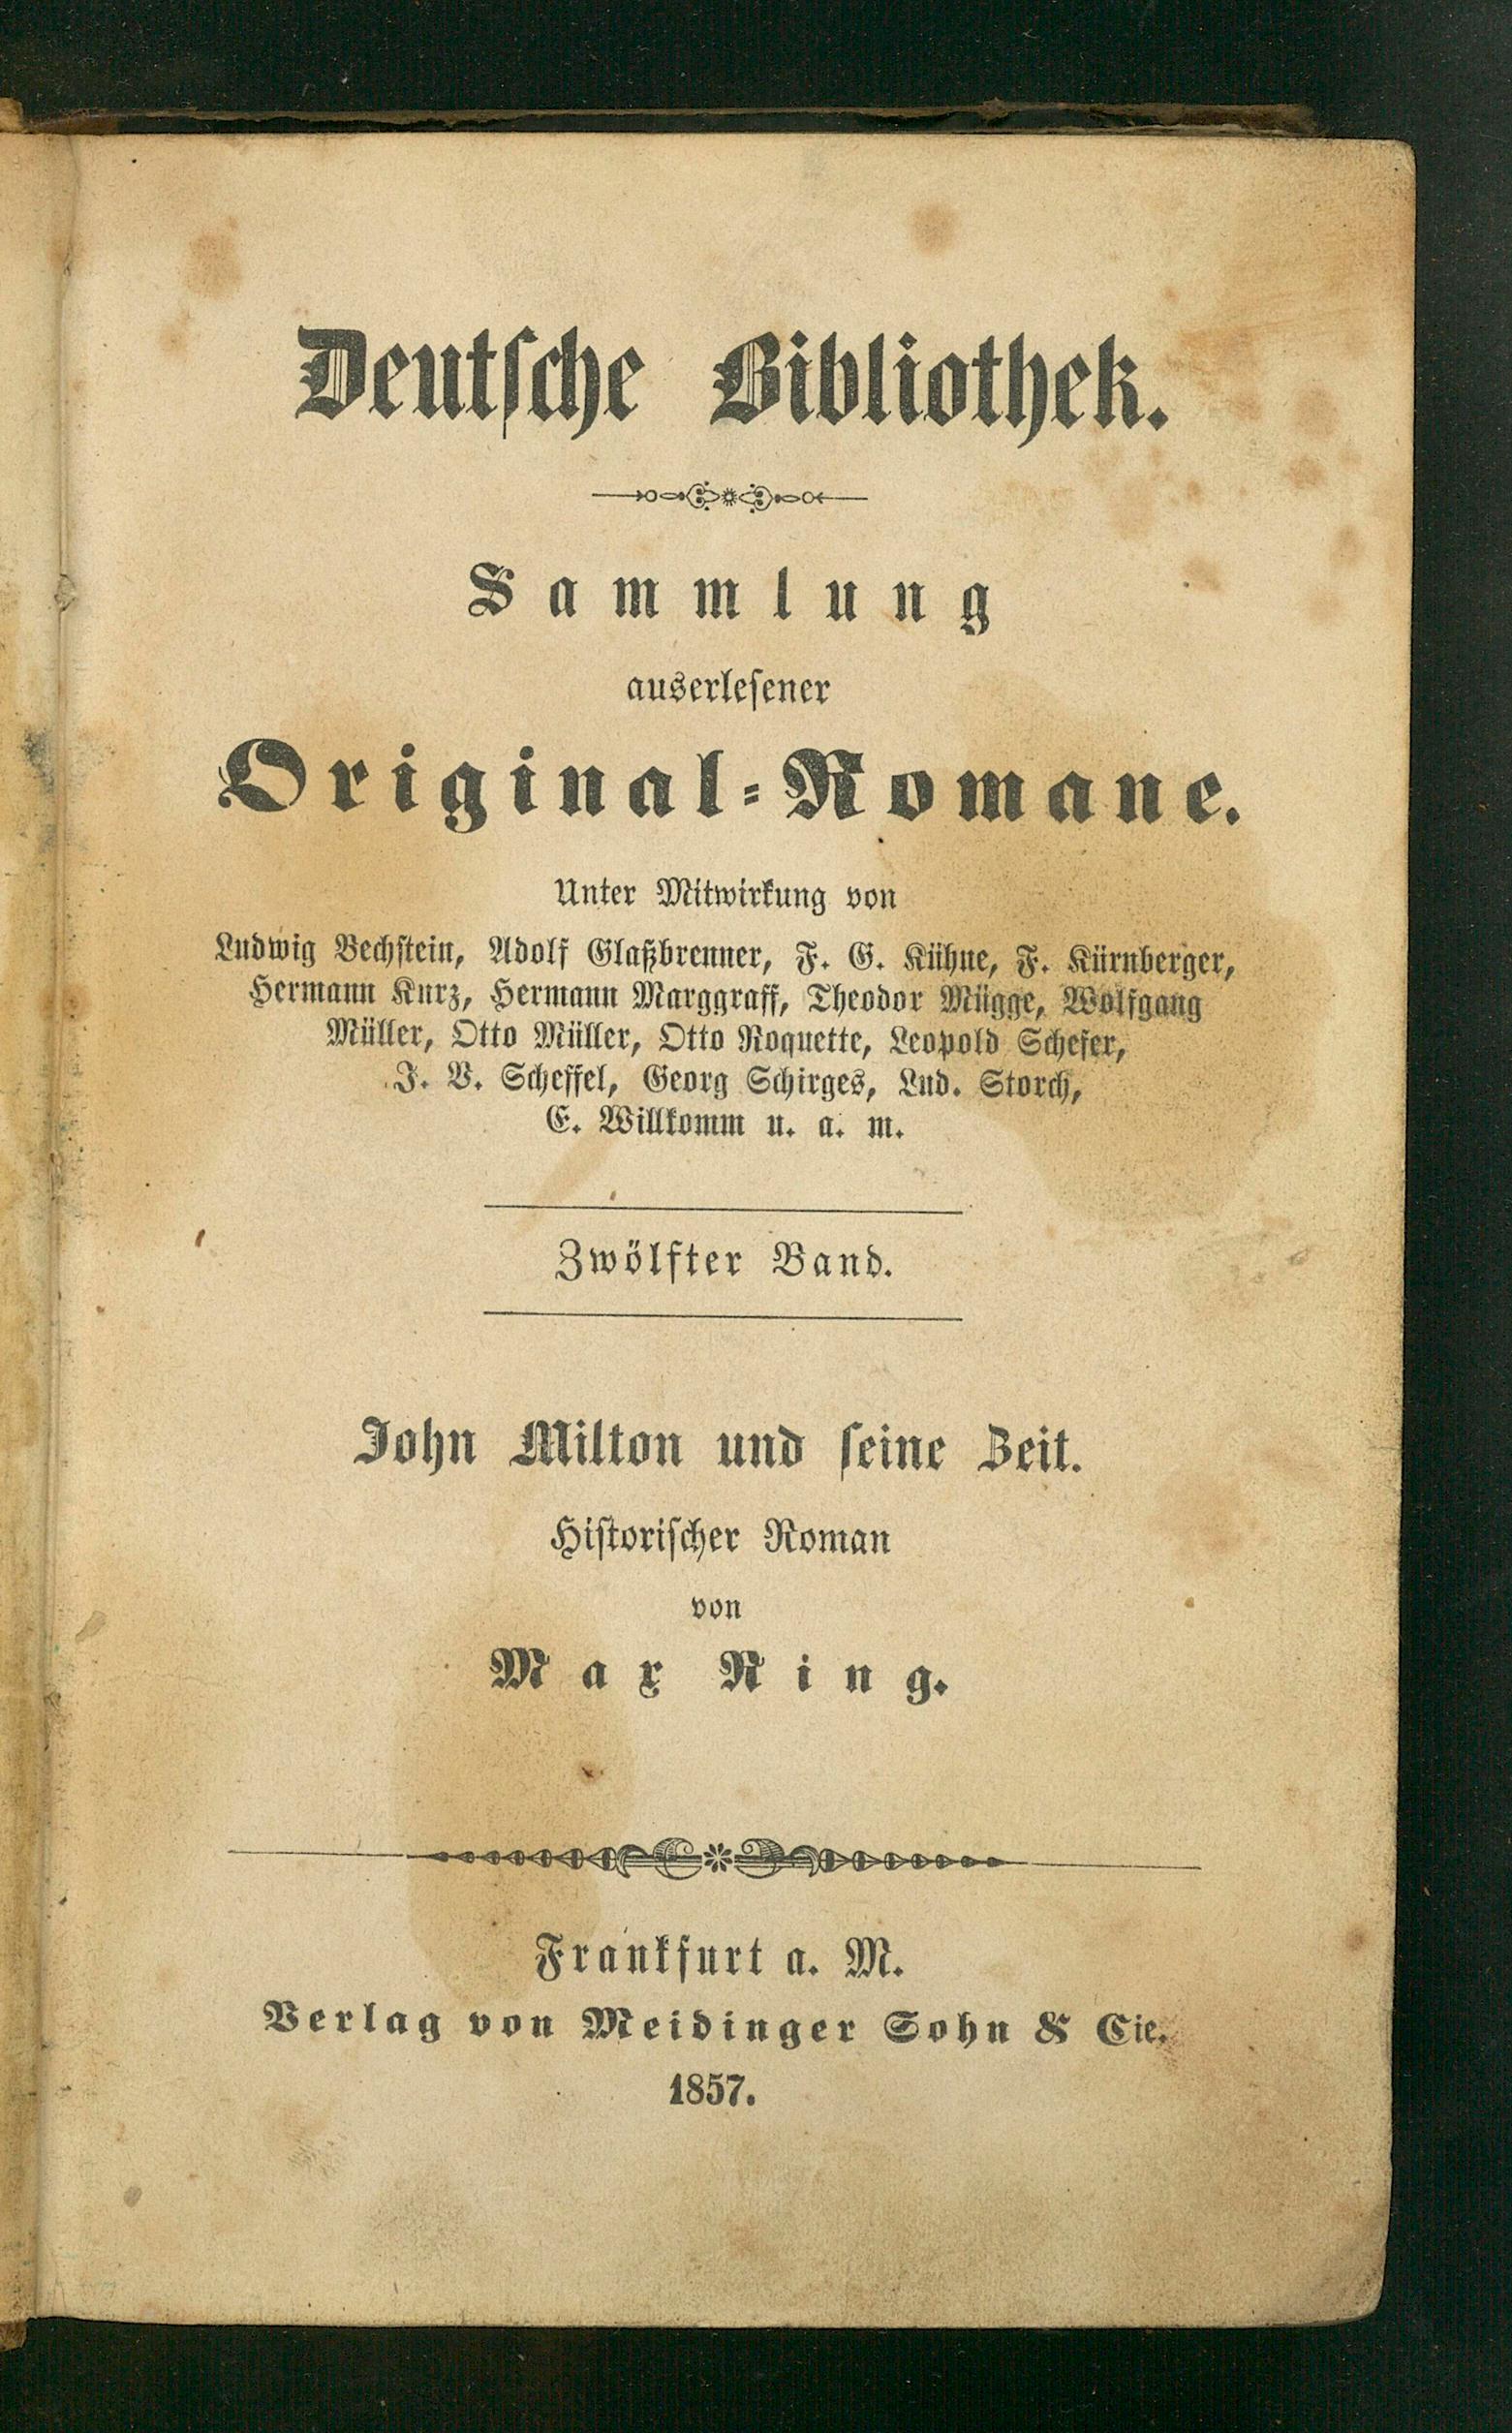 Deutſche Bibliothek.
Sammlung
auserleſener
Original-Romane.
Unter Mitwirkung von
Ludwig Bechſtein, Adolf Glaßbrenner, F. G. Kühne, F. Kürnberger,
Hermann Kurz, Hermann Marggraff, Theodor Mügge, Wolfgang
Müller, Otto Müller, Otto Roquette, Leopold Schefer,
J. V. Scheffel, Georg Schirges, Lud. Storch,
E. Willkomm u. a. m.
Zwölfter Band.
John Milton und ſeine Zeit.
Hiſtoriſcher Roman
von
Max Ring.
Frankfurt a. M.
Verlag von Meidinger Sohn & Cie.
1857.